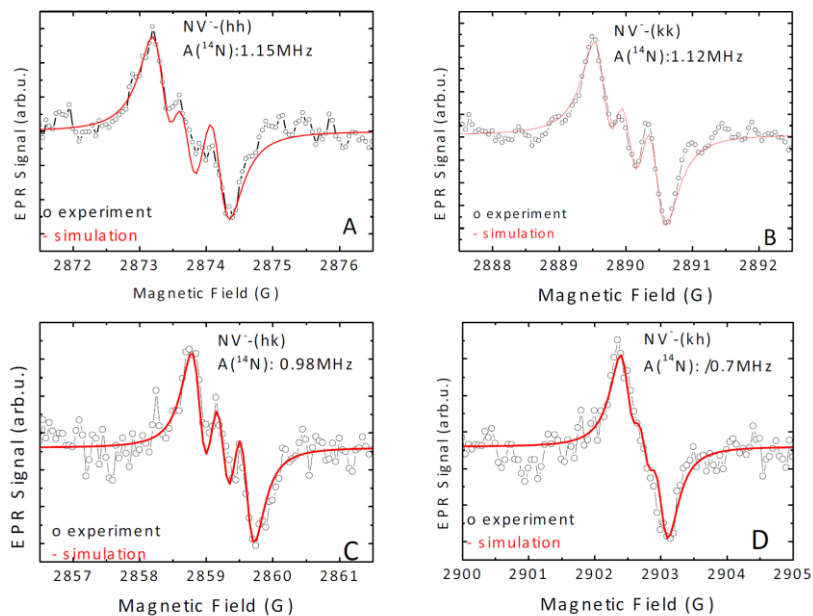 NV⁻-(hh)
A(¹⁴N):1.15MHz
EPR Signal (arb.u.)
o experiment
- simulation
A
2872 2873 2874 2875 2876
Magnetic Field (G)
NV⁻-(kk)
A(¹⁴N):1.12MHz
EPR Signal (arb.u.)
o experiment
- simulation
B
2888 2889 2890 2891 2892
Magnetic Field (G)
NV⁻-(hk)
A(¹⁴N): 0.98MHz
EPR Signal (arb.u.)
o experiment
- simulation
C
2857 2858 2859 2860 2861
Magnetic Field (G)
NV⁻-(kh)
A(¹⁴N): /0.7MHz
EPR Signal (arb.u.)
o experiment
- simulation
D
2900 2901 2902 2903 2904 2905
Magnetic Field (G)